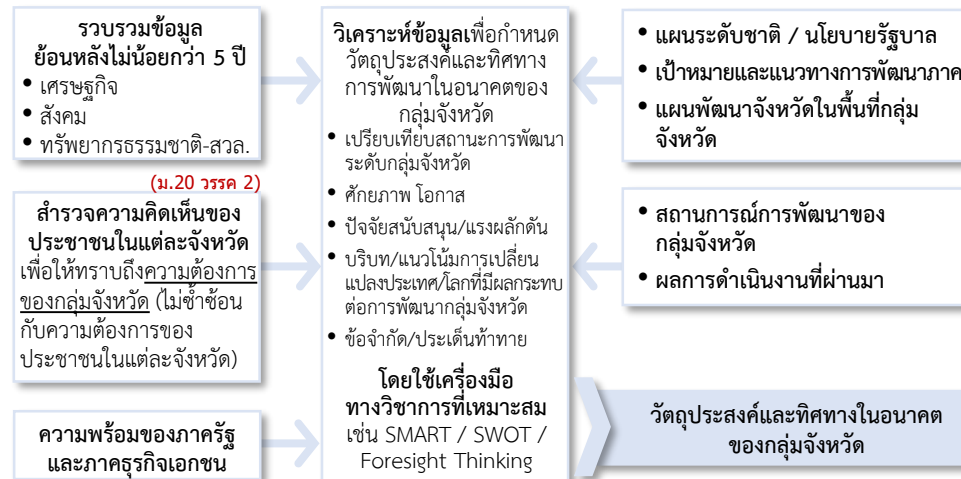 รวบรวมข้อมูล
ย้อนหลังไม่น้อยกว่า 5 ปี
• เศรษฐกิจ
• สังคม
• ทรัพยากรธรรมชาติ-สวล.
(ม.20 วรรค 2)
สำรวจความคิดเห็นของ
ประชาชนในแต่ละจังหวัด
เพื่อให้ทราบถึงความต้องการ
ของกลุ่มจังหวัด (ไม่ซ้ำซ้อน
กับความต้องการของ
ประชาชนในแต่ละจังหวัด)
ความพร้อมของภาครัฐ
และภาคธุรกิจเอกชน
วิเคราะห์ข้อมูลเพื่อกำหนด
วัตถุประสงค์และทิศทาง
การพัฒนาในอนาคตของ
กลุ่มจังหวัด
• เปรียบเทียบสถานะการพัฒนา
ระดับกลุ่มจังหวัด
• ศักยภาพ โอกาส
• ปัจจัยสนับสนุน/แรงผลักดัน
• บริบท/แนวโน้มการเปลี่ยน
แปลงประเทศ/โลกที่มีผลกระทบ
ต่อการพัฒนากลุ่มจังหวัด
• ข้อจำกัด/ประเด็นท้าทาย
โดยใช้เครื่องมือ
ทางวิชาการที่เหมาะสม
เช่น SMART / SWOT /
Foresight Thinking
• แผนระดับชาติ / นโยบายรัฐบาล
• เป้าหมายและแนวทางการพัฒนาภาค
• แผนพัฒนาจังหวัดในพื้นที่กลุ่ม
จังหวัด
• สถานการณ์การพัฒนาของ
กลุ่มจังหวัด
• ผลการดำเนินงานที่ผ่านมา
วัตถุประสงค์และทิศทางในอนาคต
ของกลุ่มจังหวัด